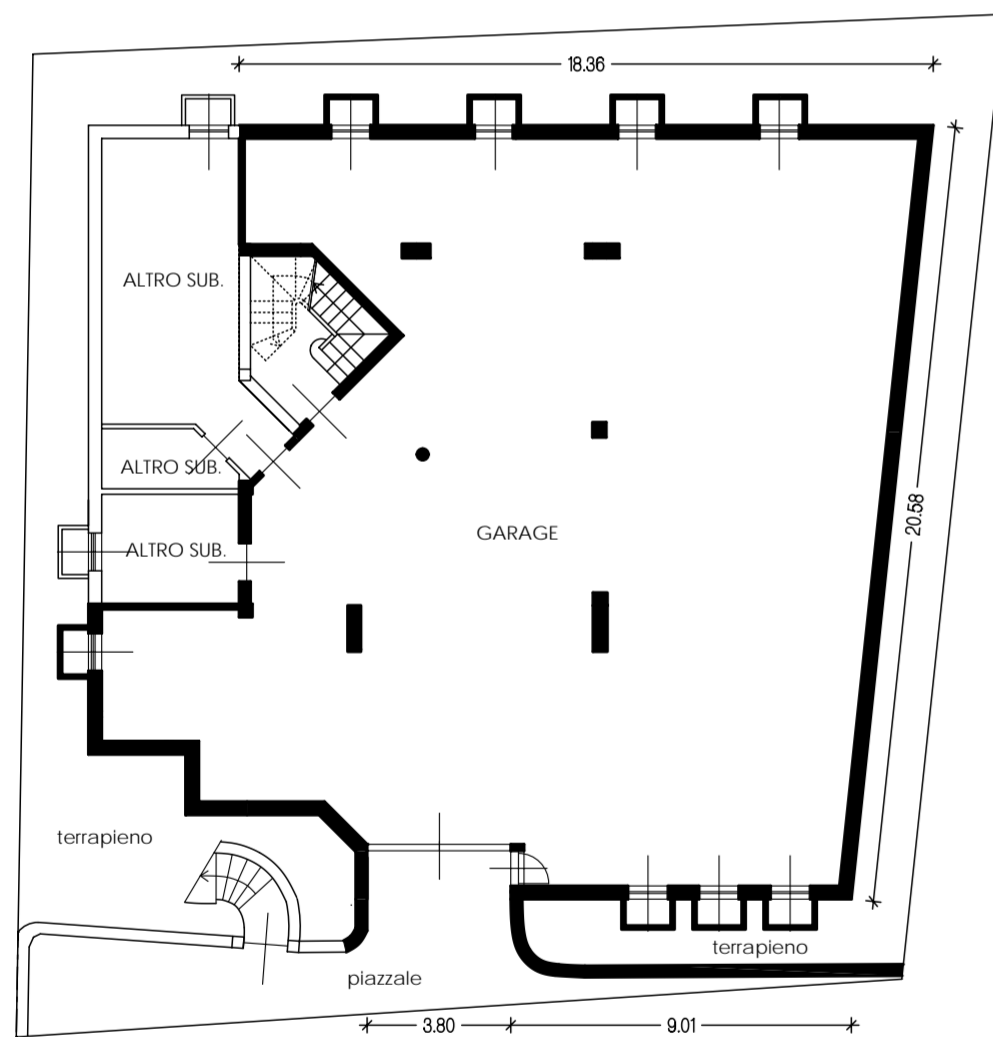 18.36
ALTRO SUB.
ALTRO SUB.
20.58
GARAGE
ALTRO SUB.
terrapieno
terrapieno
piazzale
3.80
9.01